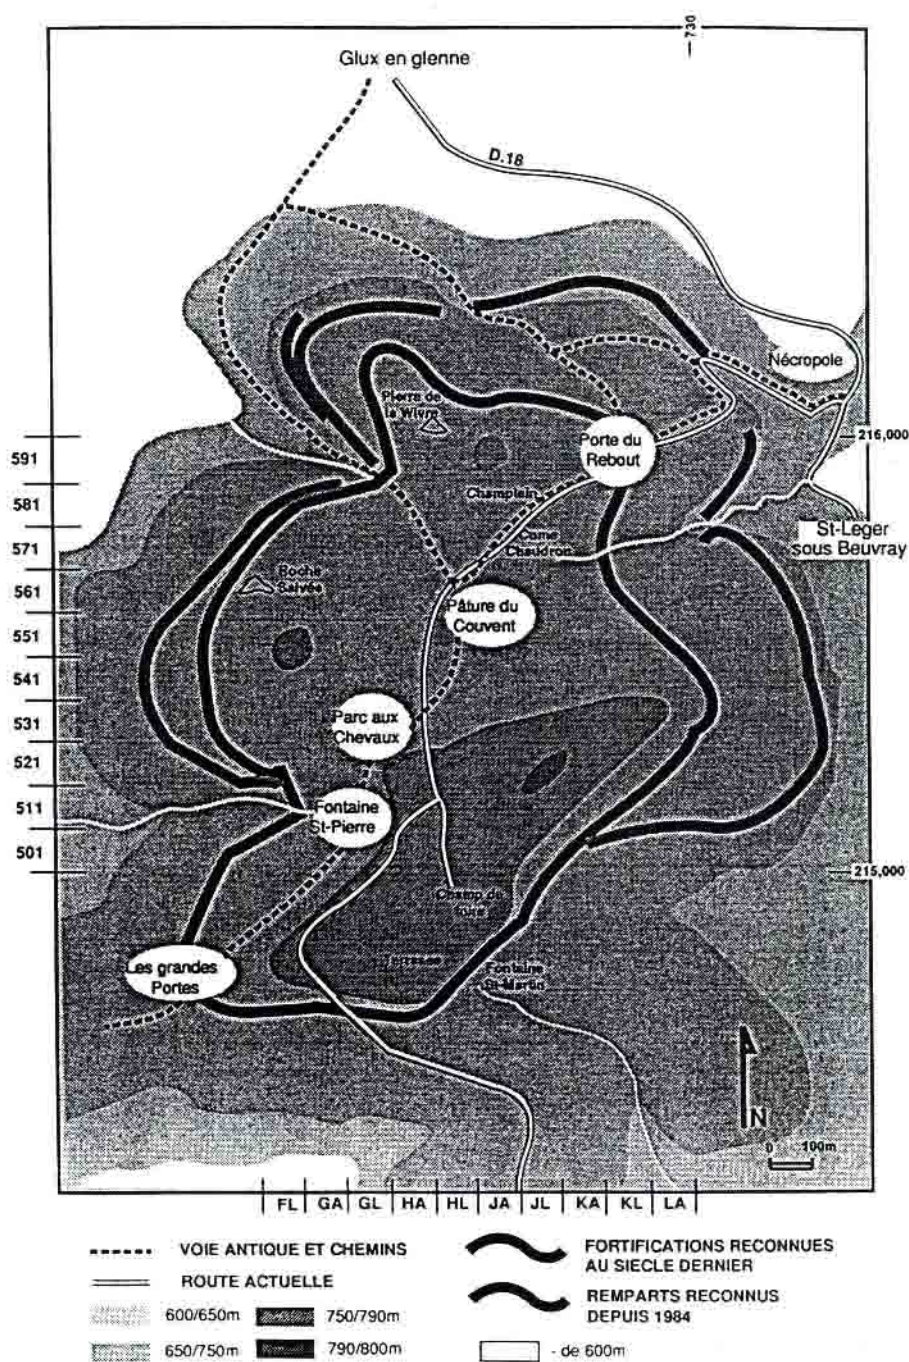 730
Glux en glenne
D.18
Nécropole
Pierre de
la Wivre
Porte du
Rebout
216,000
591
581
571
561
551
541
531
521
511
501
Champlain
Come
Chaudron
St-Leger
sous Beuvray
Roche
Salvée
Pâture du
Couvent
Parc aux
Chevaux
Fontaine
St-Pierre
215,000
Champ de
foire
Les grandes
Portes
Terrasse
Fontaine
St-Martin
N
0 100m
FL GA GL HA HL JA JL KA KL LA
VOIE ANTIQUE ET CHEMINS
ROUTE ACTUELLE
600/650m
750/790m
650/750m
790/800m
FORTIFICATIONS RECONNUES
AU SIECLE DERNIER
REMPARTS RECONNUS
DEPUIS 1984
- de 600m